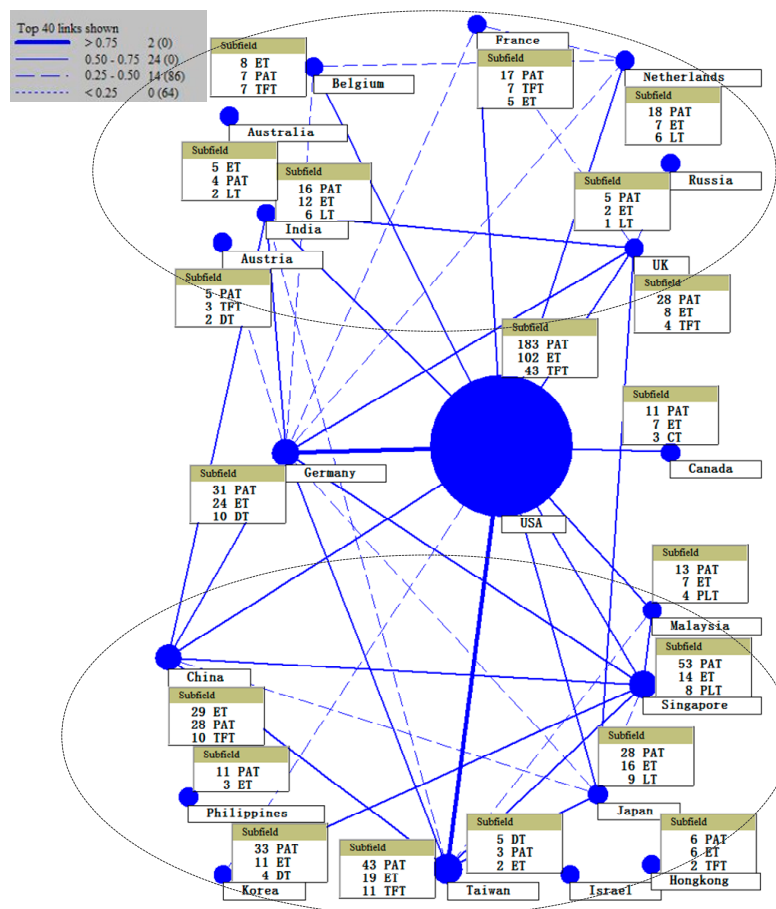 Top 40 links shown
> 0.75 2 (0)
0.50 - 0.75 24 (0)
0.25 - 0.50 14 (86)
< 0.25 0 (64)
Subfield
8 ET
7 PAT
7 TFT
Belgium
France
Subfield
17 PAT
7 TFT
5 ET
Netherlands
Subfield
18 PAT
7 ET
6 LT
Australia
Subfield
5 ET
4 PAT
2 LT
Subfield
16 PAT
12 ET
6 LT
India
Russia
Subfield
5 PAT
2 ET
1 LT
Austria
Subfield
5 PAT
3 TFT
2 DT
UK
Subfield
28 PAT
8 ET
4 TFT
Subfield
183 PAT
102 ET
43 TFT
USA
Subfield
11 PAT
7 ET
3 CT
Canada
Germany
Subfield
31 PAT
24 ET
10 DT
Subfield
13 PAT
7 ET
4 PLT
Malaysia
Subfield
53 PAT
14 ET
8 PLT
Singapore
China
Subfield
29 ET
28 PAT
10 TFT
Subfield
11 PAT
3 ET
Philippines
Subfield
28 PAT
16 ET
9 LT
Japan
Subfield
33 PAT
11 ET
4 DT
Korea
Subfield
43 PAT
19 ET
11 TFT
Taiwan
Subfield
5 DT
3 PAT
2 ET
Israel
Subfield
6 PAT
6 ET
2 TFT
Hongkong